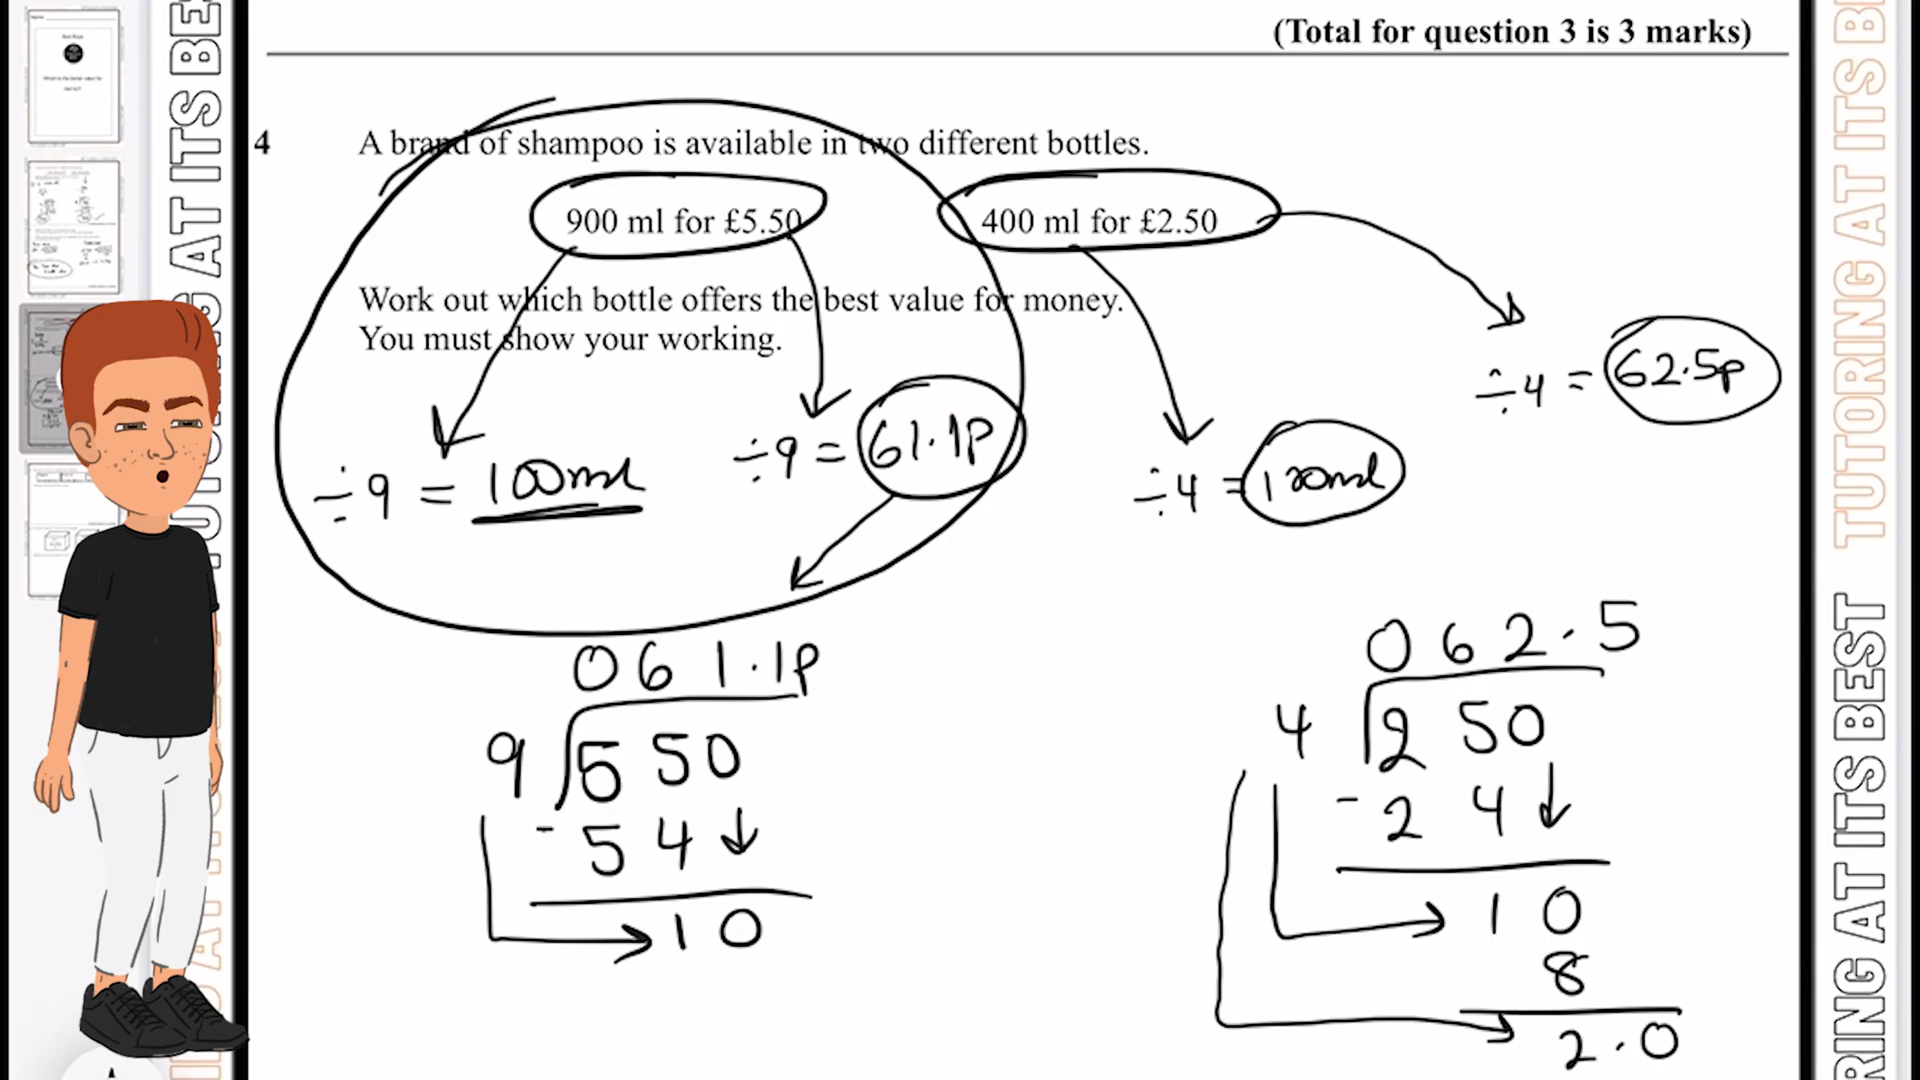 (Total for question 3 is 3 marks)
4 A brand of shampoo is available in two different bottles.
900 ml for £5.50 400 ml for £2.50
Work out which bottle offers the best value for money.
You must show your working.
÷4 = 62.5p
÷9 = 100ml ÷9 = 61.1p ÷4 = 100ml
061.1p
9 550
- 54
10
062.5
4 250
- 24
10
8
2.0
TUTORING AT ITS BEST
TUTORING AT ITS BEST